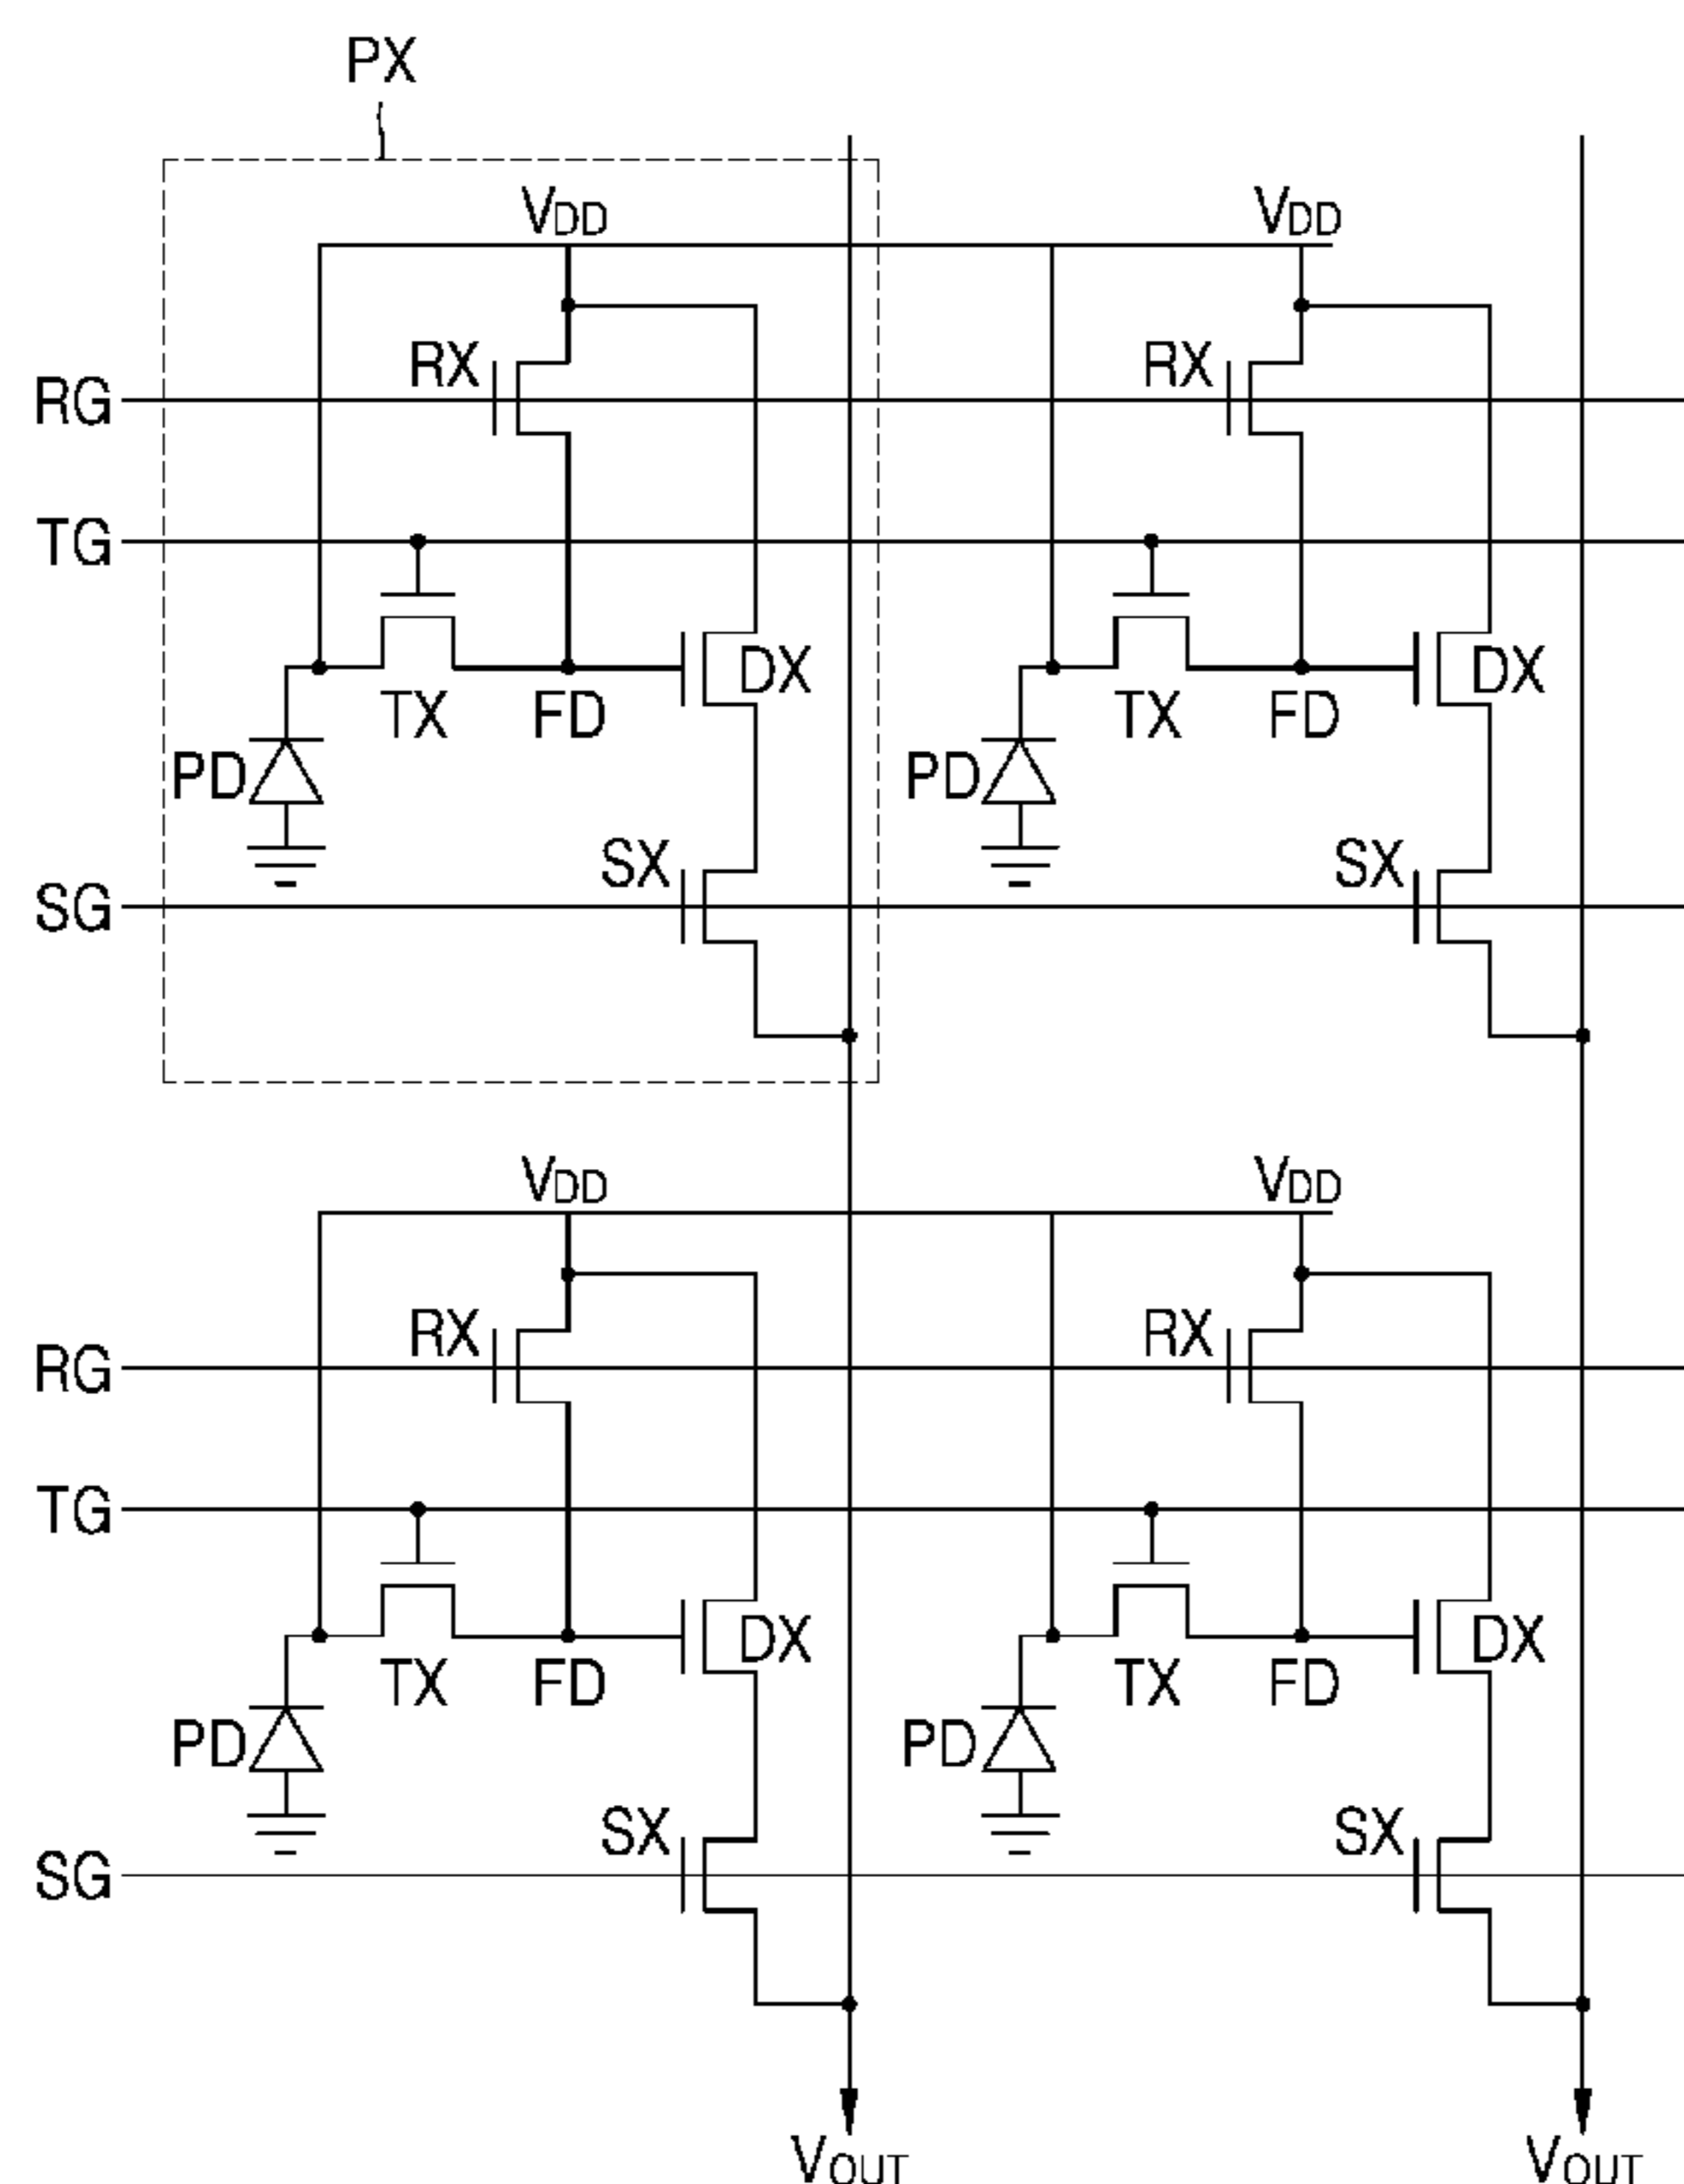 PX
VDD VDD
RX RX
RG
TG
DX DX
TX FD TX FD
PD PD
SX SX
SG
VDD VDD
RX RX
RG
TG
DX DX
TX FD TX FD
PD PD
SX SX
SG
VOUT VOUT